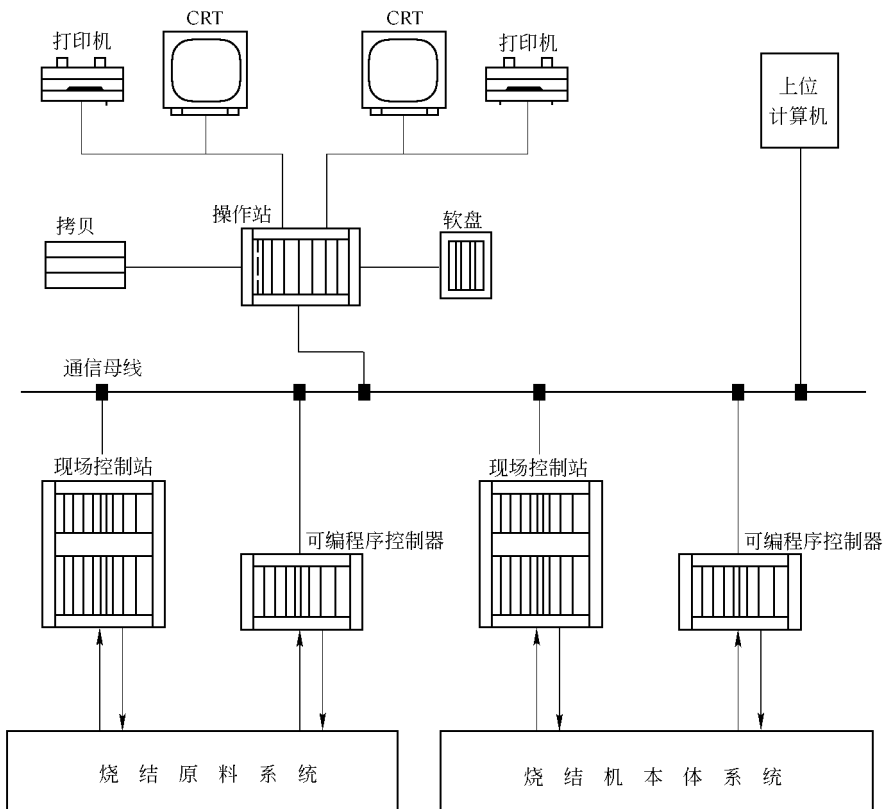 CRT
CRT
打印机
打印机
上位
计算机
操作站
软盘
拷贝
通信母线
现场控制站
现场控制站
可编程序控制器
可编程序控制器
烧结原料系统
烧结机本体系统